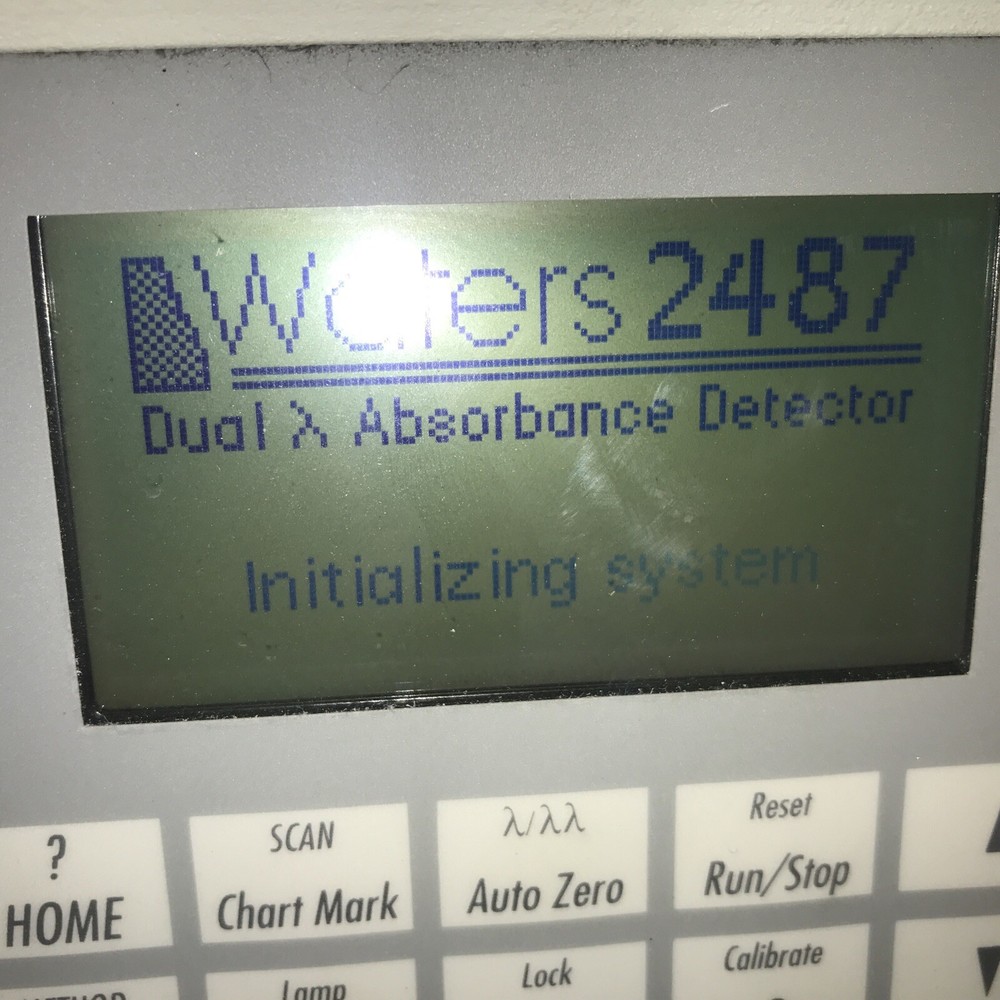 Waters 2487
Dual λ Absorbance Detector
Initializing system
? SCAN λ/λλ Reset
HOME Chart Mark Auto Zero Run/Stop
METHOD Lamp Lock Calibrate